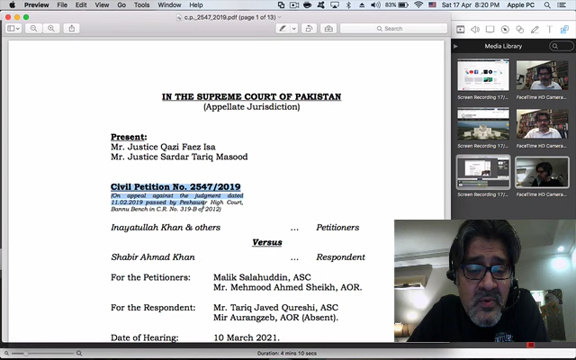 Preview File Edit View Go Tools Window Help
83% Sat 17 Apr 8:20 PM Apple PC
c.p._2547_2019.pdf (page 1 of 13)
Search
Media Library
IN THE SUPREME COURT OF PAKISTAN
(Appellate Jurisdiction)
Present:
Mr. Justice Qazi Faez Isa
Mr. Justice Sardar Tariq Masood
Civil Petition No. 2547/2019
(On appeal against the judgment dated
11.02.2019 passed by Peshawar High Court,
Bannu Bench in C.R. No. 319-B of 2012)
Inayatullah Khan & others ... Petitioners
Versus
Shabir Ahmad Khan ... Respondent
For the Petitioners: Malik Salahuddin, ASC
Mr. Mehmood Ahmed Sheikh, AOR.
For the Respondent: Mr. Tariq Javed Qureshi, ASC
Mir Aurangzeb, AOR (Absent).
Date of Hearing: 10 March 2021.
Screen Recording 17/... FaceTime HD Camera...
Screen Recording 17/... FaceTime HD Camera...
Screen Recording 17/... FaceTime HD Camera...
Duration: 4 mins 10 secs